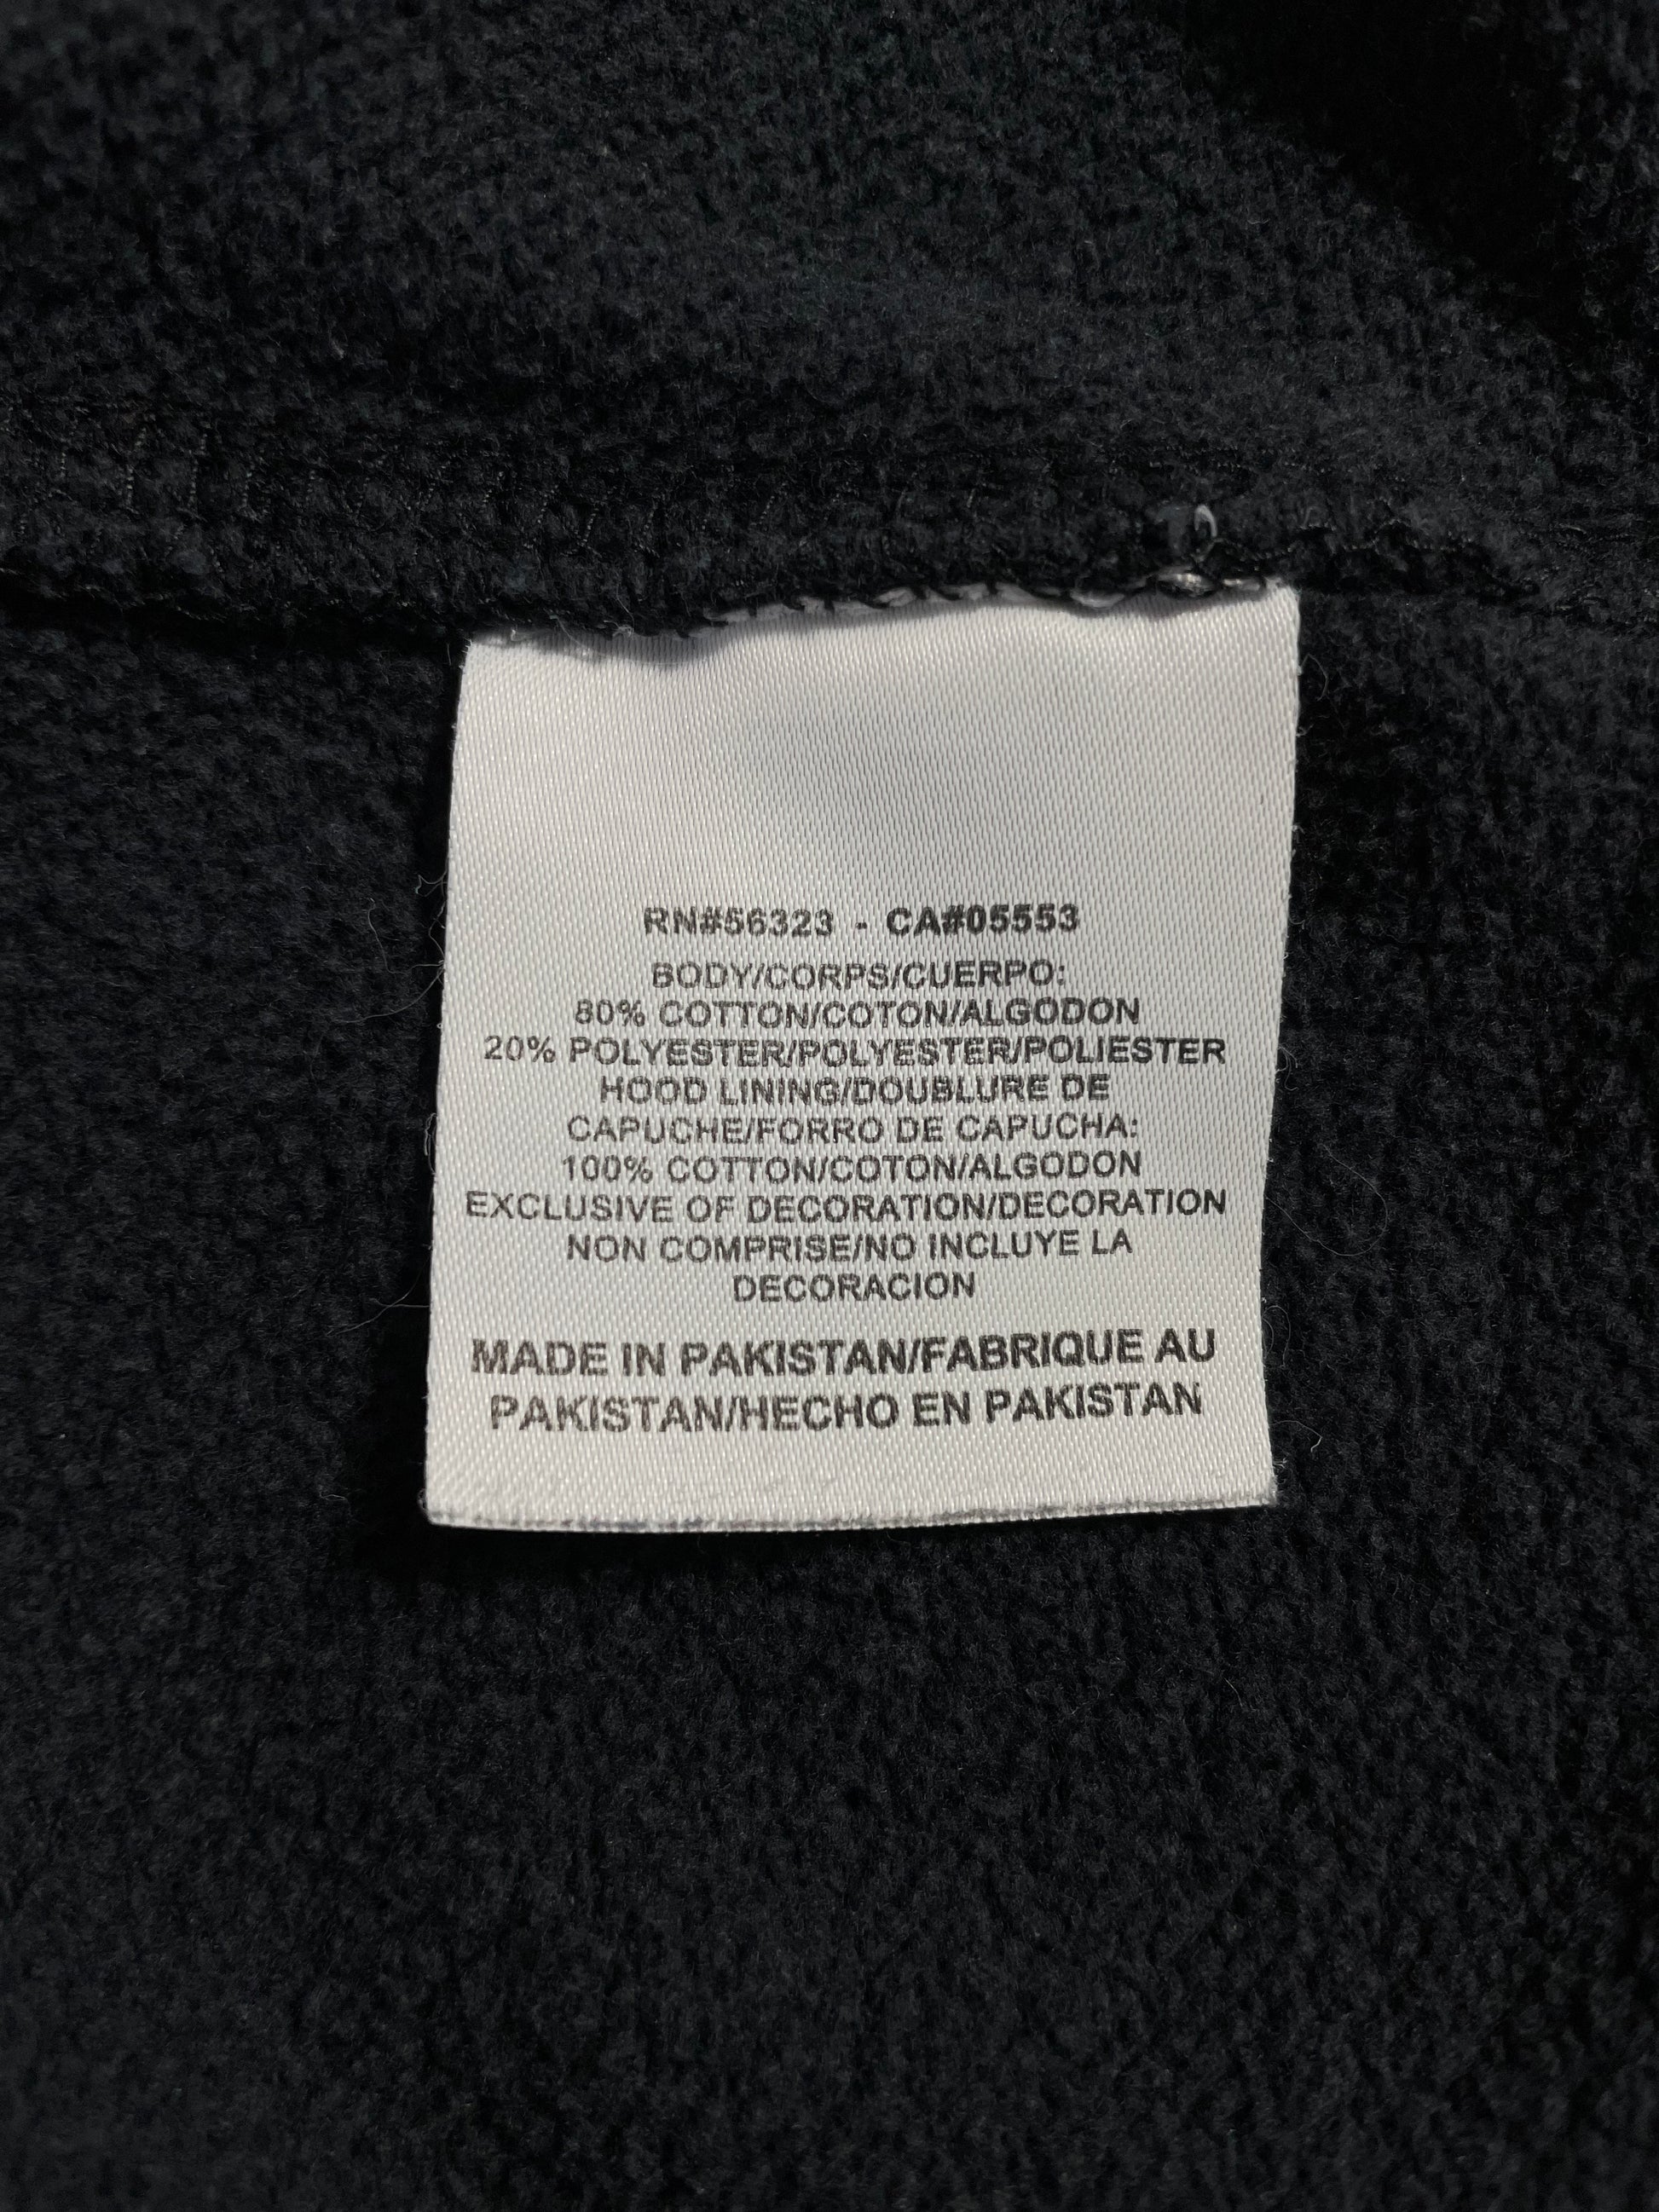 RN#56323 - CA#05553
BODY/CORPS/CUERPO:
80% COTTON/COTON/ALGODON
20% POLYESTER/POLYESTER/POLIESTER
HOOD LINING/DOUBLURE DE
CAPUCHE/FORRO DE CAPUCHA:
100% COTTON/COTON/ALGODON
EXCLUSIVE OF DECORATION/DECORATION
NON COMPRISE/NO INCLUYE LA
DECORACION
MADE IN PAKISTAN/FABRIQUE AU
PAKISTAN/HECHO EN PAKISTAN